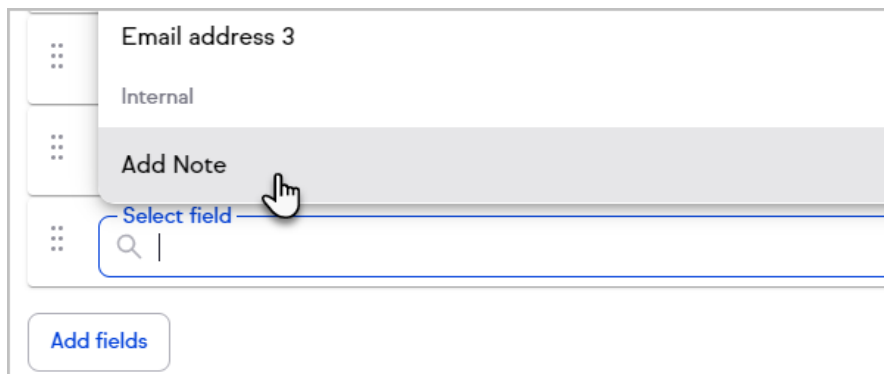 Email address 3
Internal
Add Note
Select field
Add fields